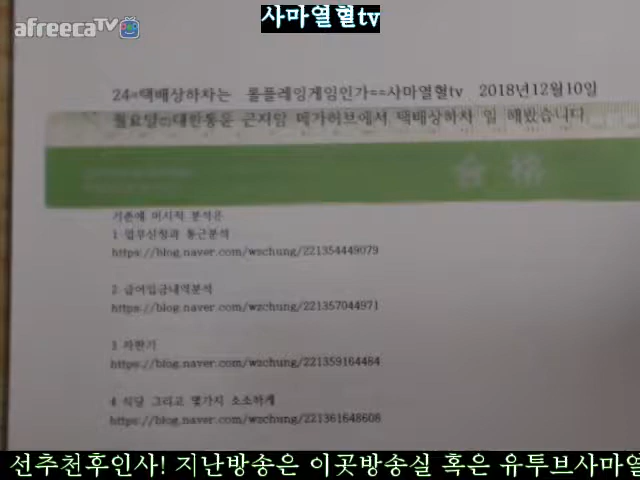 사마열혈tv
afreecaTV
24=택배상하차는 롤플레잉게임인가==사마열혈tv 2018년12월10일
월요일 대한통운 곤지암 메가허브에서 택배상하차 일 해봤습니다
기존에 미시적 분석은
1 업무신청과 통근분석
https://blog.naver.com/wzchung/221354449079
2 급여입금내역분석
https://blog.naver.com/wzchung/221357044971
3 자판기
https://blog.naver.com/wzchung/221359164484
4 식당 그리고 몇가지 소소하게
https://blog.naver.com/wzchung/221361648608
선추천후인사! 지난방송은 이곳방송실 혹은 유투브사마열